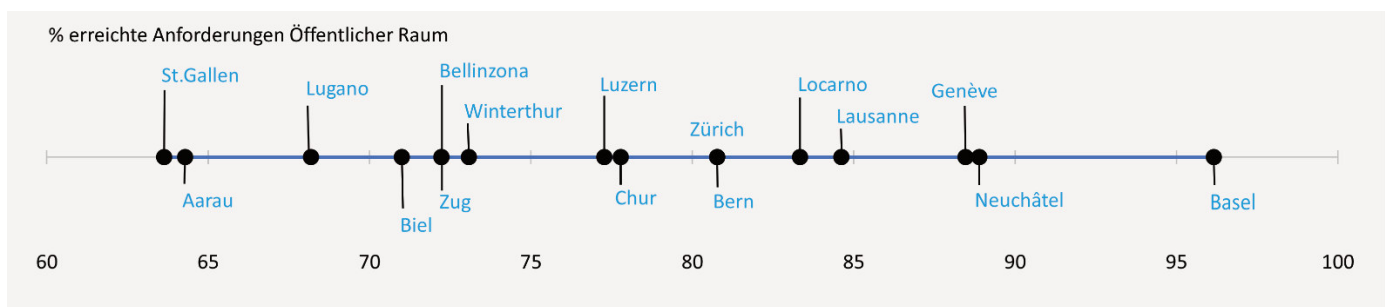 % erreichte Anforderungen Öffentlicher Raum
St.Gallen
Lugano
Bellinzona
Winterthur
Luzern
Zürich
Locarno
Lausanne
Genève
Aarau
Biel
Zug
Chur
Bern
Neuchâtel
Basel
60 65 70 75 80 85 90 95 100